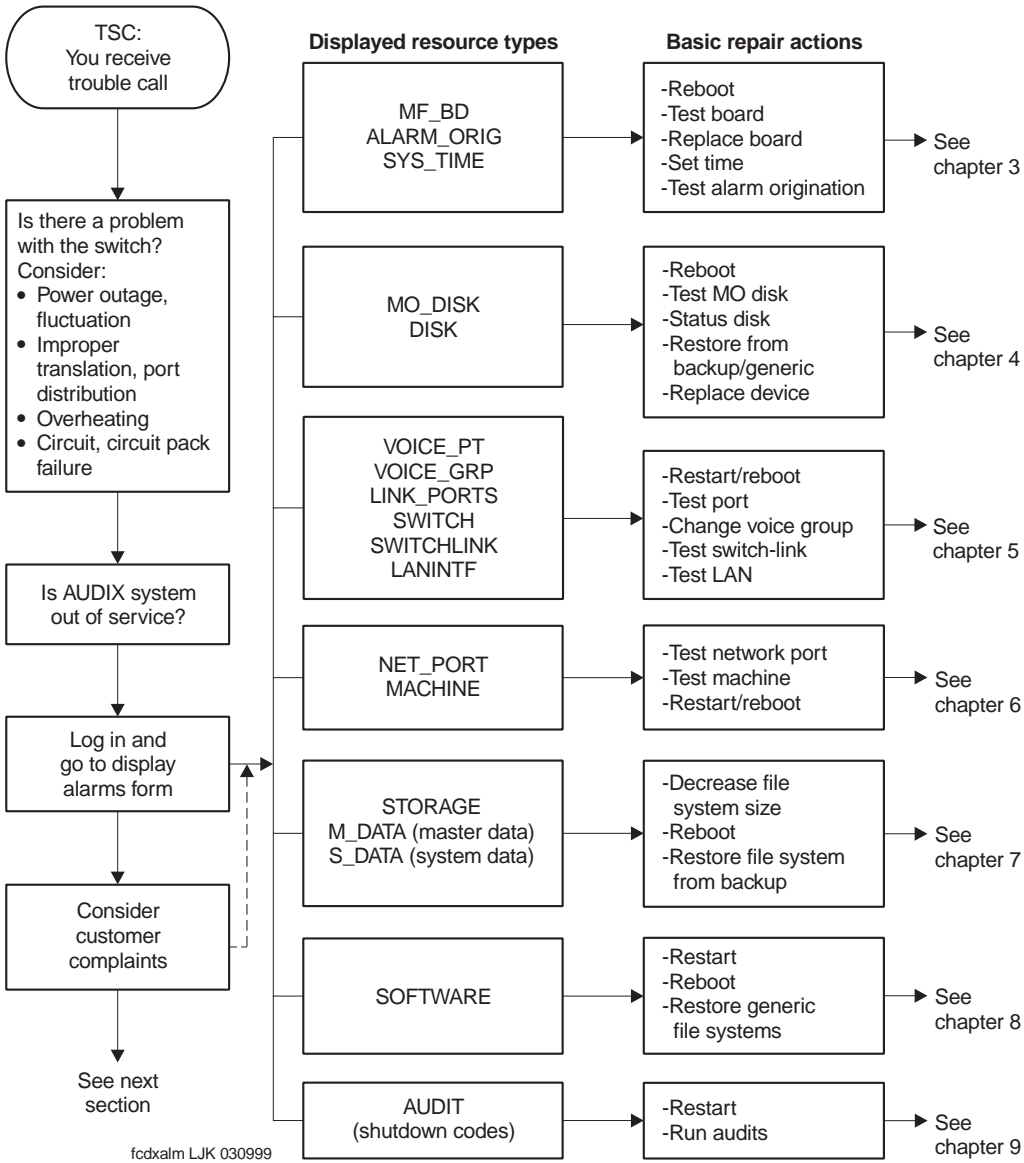 TSC:
You receive
trouble call
Is there a problem
with the switch?
Consider:
• Power outage,
fluctuation
• Improper
translation, port
distribution
• Overheating
• Circuit, circuit pack
failure
Is AUDIX system
out of service?
Log in and
go to display
alarms form
Consider
customer
complaints
See next
section
Displayed resource types
Basic repair actions
MF_BD
ALARM_ORIG
SYS_TIME
-Reboot
-Test board
-Replace board
-Set time
-Test alarm origination
See
chapter 3
MO_DISK
DISK
-Reboot
-Test MO disk
-Status disk
-Restore from
backup/generic
-Replace device
See
chapter 4
VOICE_PT
VOICE_GRP
LINK_PORTS
SWITCH
SWITCHLINK
LANINTF
-Restart/reboot
-Test port
-Change voice group
-Test switch-link
-Test LAN
See
chapter 5
NET_PORT
MACHINE
-Test network port
-Test machine
-Restart/reboot
See
chapter 6
STORAGE
M_DATA (master data)
S_DATA (system data)
-Decrease file
system size
-Reboot
-Restore file system
from backup
See
chapter 7
SOFTWARE
-Restart
-Reboot
-Restore generic
file systems
See
chapter 8
AUDIT
(shutdown codes)
-Restart
-Run audits
See
chapter 9
fcdxalm LJK 030999